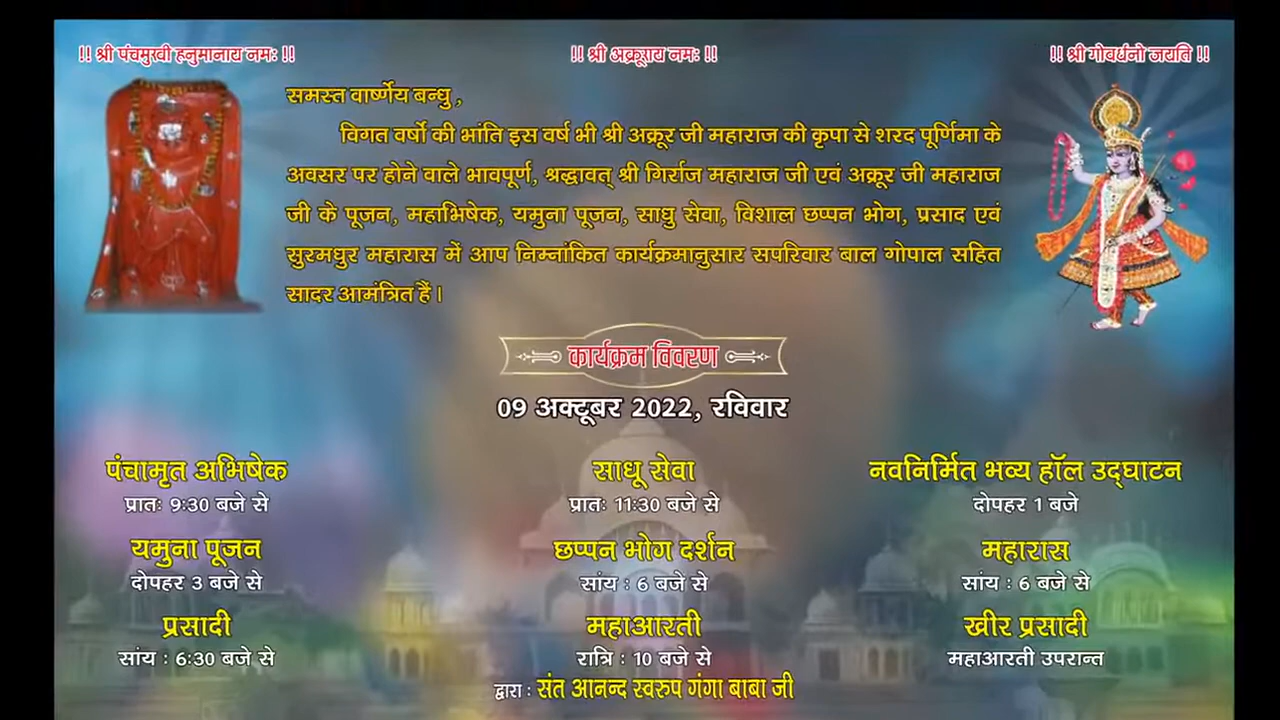 !! श्री पंचमुखी हनुमानाय नमः !!
!! श्री अक्रूराय नमः !!
!! श्री गोवर्धनो जयति !!
समस्त वार्ष्णेय बन्धु ,
विगत वर्षो की भांति इस वर्ष भी श्री अक्रूर जी महाराज की कृपा से शरद पूर्णिमा के
अवसर पर होने वाले भावपूर्ण, श्रद्धावत् श्री गिर्राज महाराज जी एवं अक्रूर जी महाराज
जी के पूजन, महाभिषेक, यमुना पूजन, साधु सेवा, विशाल छप्पन भोग, प्रसाद एवं
सुरमधुर महारास में आप निम्नांकित कार्यक्रमानुसार सपरिवार बाल गोपाल सहित
सादर आमंत्रित हैं ।
कार्यक्रम विवरण
09 अक्टूबर 2022, रविवार
पंचामृत अभिषेक
प्रातः 9:30 बजे से
साधू सेवा
प्रातः 11:30 बजे से
नवनिर्मित भव्य हॉल उद्घाटन
दोपहर 1 बजे
यमुना पूजन
दोपहर 3 बजे से
छप्पन भोग दर्शन
सांय : 6 बजे से
महारास
सांय : 6 बजे से
प्रसादी
सांय : 6:30 बजे से
महाआरती
रात्रि : 10 बजे से
खीर प्रसादी
महाआरती उपरान्त
द्वारा : संत आनन्द स्वरुप गंगा बाबा जी